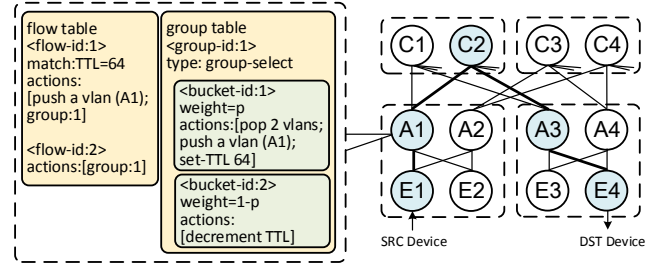 flow table
<flow-id:1>
match:TTL=64
actions:
[push a vlan (A1);
group:1]
<flow-id:2>
actions:[group:1]
group table
<group-id:1>
type: group-select
<bucket-id:1>
weight=p
actions:[pop 2 vlans;
push a vlan (A1);
set-TTL 64]
<bucket-id:2>
weight=1-p
actions:
[decrement TTL]
C1 C2 C3 C4
A1 A2 A3 A4
E1 E2 E3 E4
SRC Device DST Device